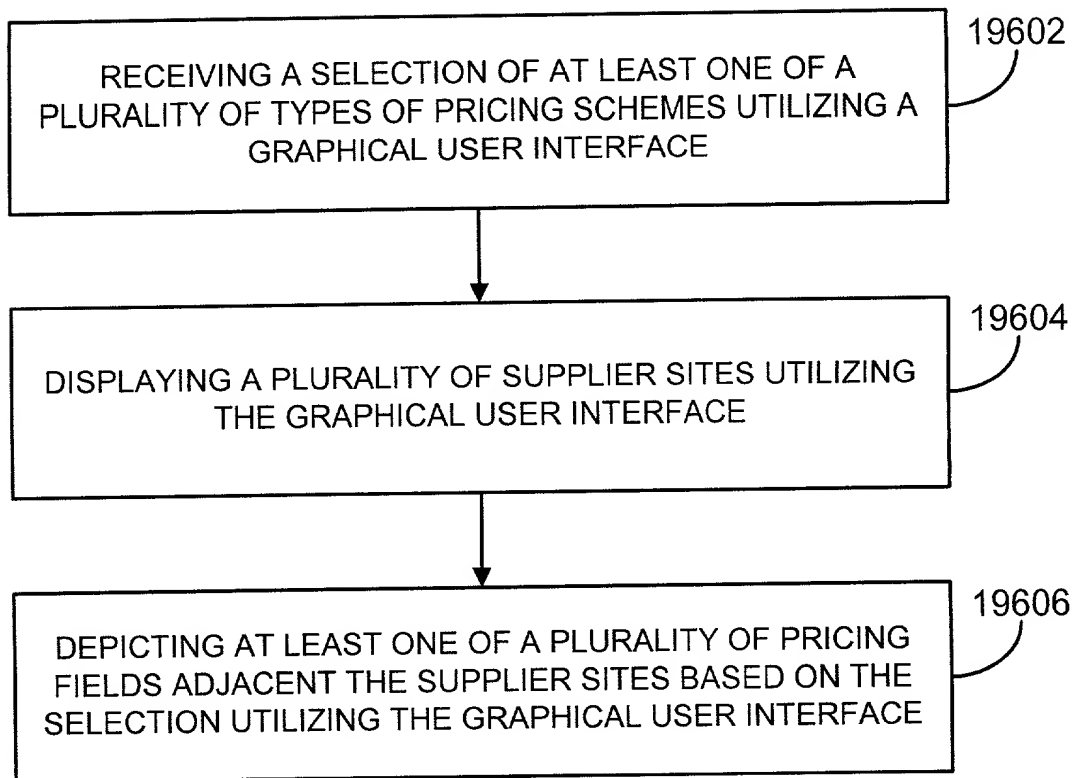 19602
RECEIVING A SELECTION OF AT LEAST ONE OF A
PLURALITY OF TYPES OF PRICING SCHEMES UTILIZING A
GRAPHICAL USER INTERFACE
19604
DISPLAYING A PLURALITY OF SUPPLIER SITES UTILIZING
THE GRAPHICAL USER INTERFACE
19606
DEPICTING AT LEAST ONE OF A PLURALITY OF PRICING
FIELDS ADJACENT THE SUPPLIER SITES BASED ON THE
SELECTION UTILIZING THE GRAPHICAL USER INTERFACE